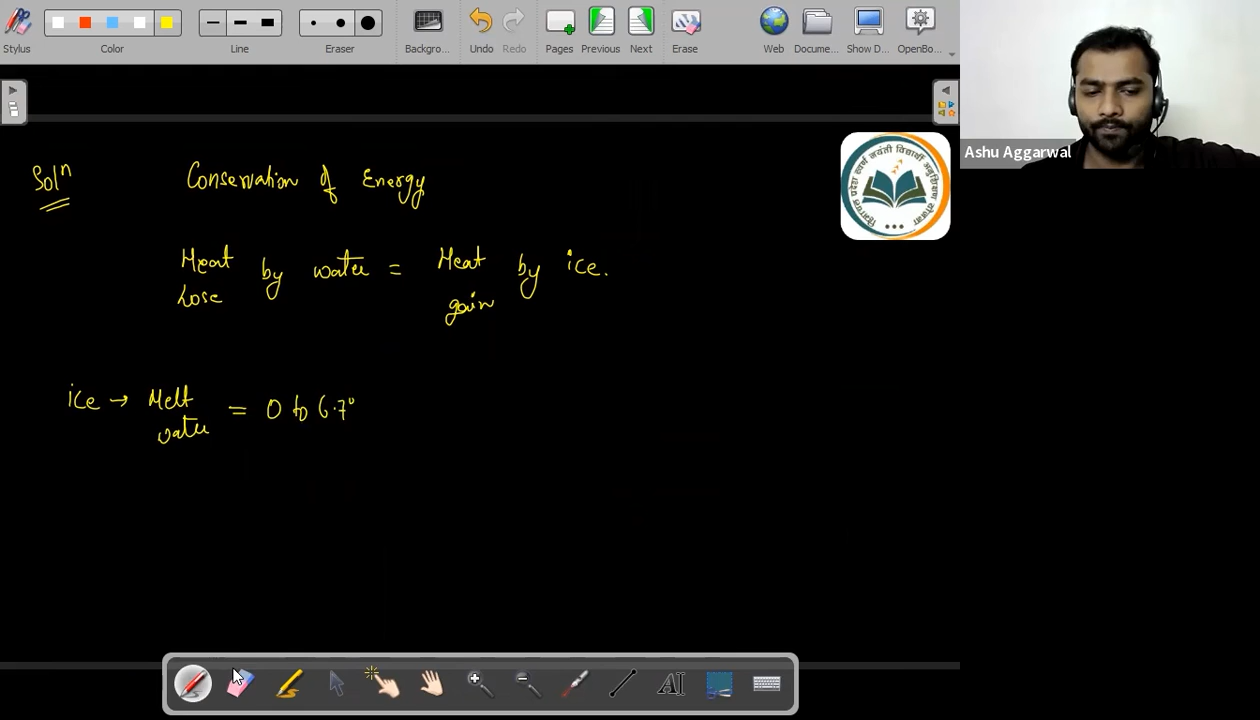 Stylus
Color
Line
Eraser
Backgro...
Undo
Redo
Pages
Previous
Next
Erase
Web
Docume...
Show D...
OpenBo...
Ashu Aggarwal
Solⁿ Conservation of Energy
Heat by water = Heat by ice.
Lose gain
ice → Melt = 0 to 6.7°
water